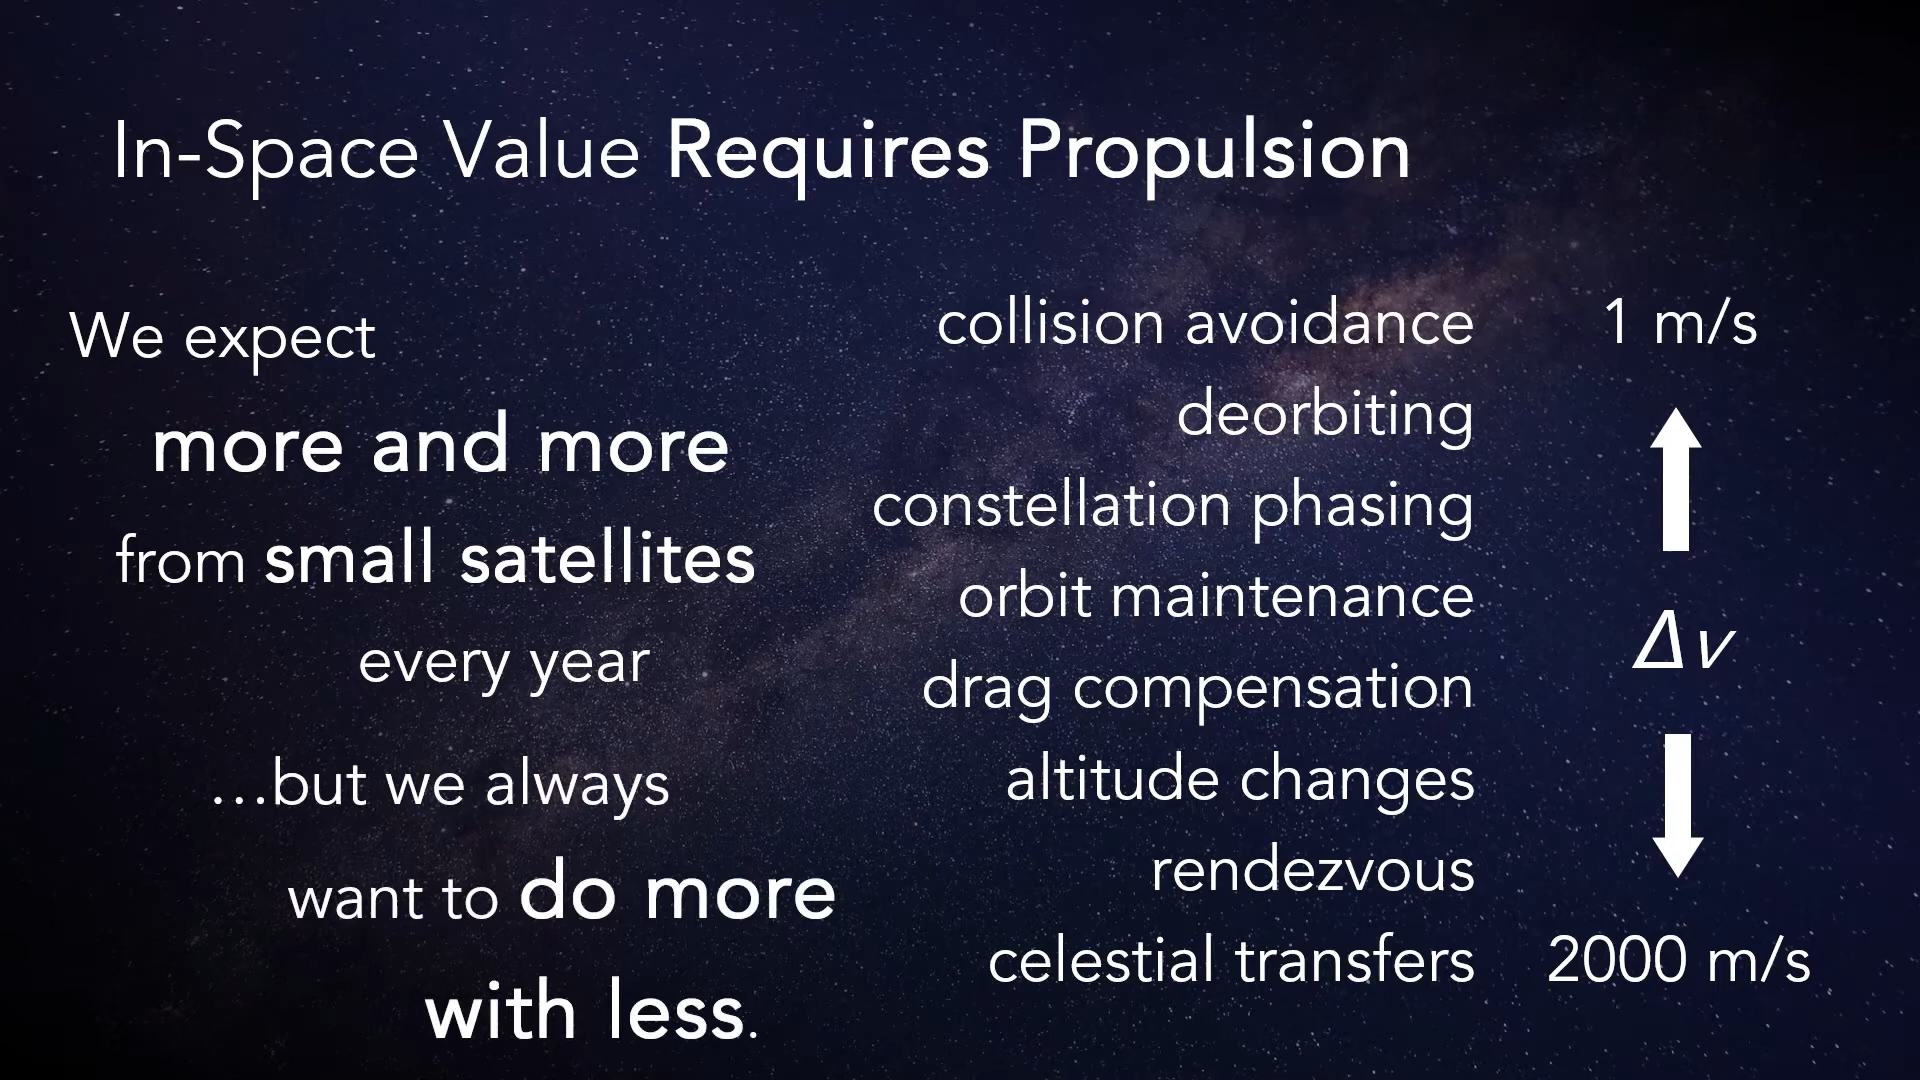 In-Space Value Requires Propulsion
We expect
more and more
from small satellites
every year
…but we always
want to do more
with less.
collision avoidance
deorbiting
constellation phasing
orbit maintenance
drag compensation
altitude changes
rendezvous
celestial transfers
1 m/s
Δv
2000 m/s